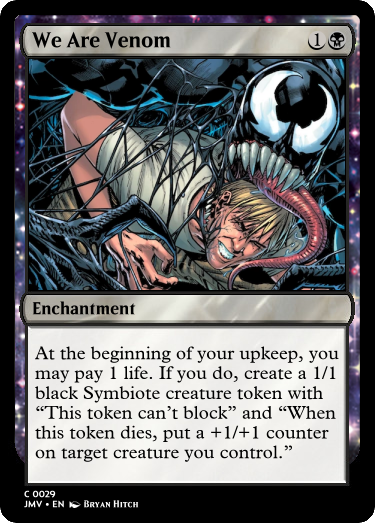 We Are Venom 1
Enchantment
At the beginning of your upkeep, you
may pay 1 life. If you do, create a 1/1
black Symbiote creature token with
“This token can’t block” and “When
this token dies, put a +1/+1 counter
on target creature you control.”
C 0029
JMV • EN Bryan Hitch